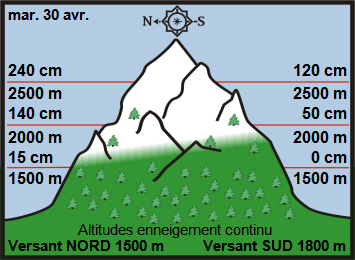 mar. 30 avr.
N S
240 cm 120 cm
2500 m 2500 m
140 cm 50 cm
2000 m 2000 m
15 cm 0 cm
1500 m 1500 m
Altitudes enneigement continu
Versant NORD 1500 m Versant SUD 1800 m